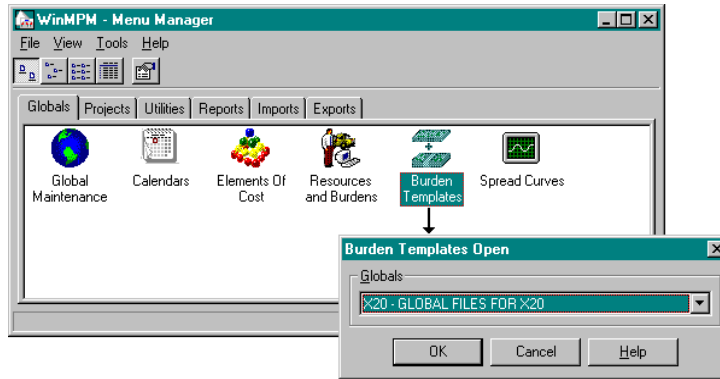 WinMPM - Menu Manager
File View Tools Help
Globals Projects Utilities Reports Imports Exports
Global Maintenance
Calendars
Elements Of Cost
Resources and Burdens
Burden Templates
Spread Curves
Burden Templates Open
Globals
X20 - GLOBAL FILES FOR X20
OK Cancel Help